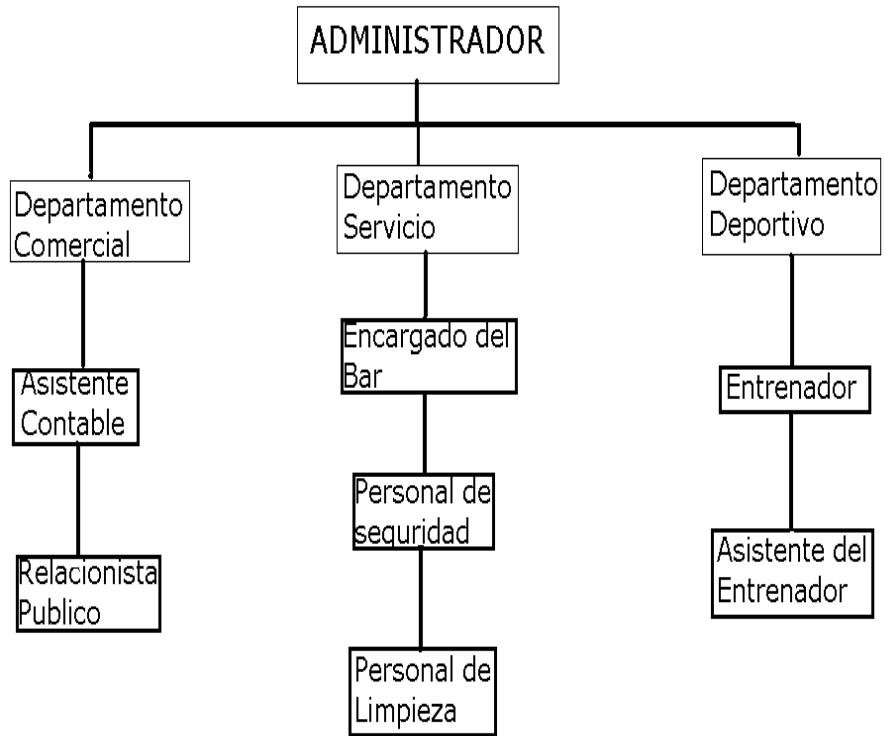 ADMINISTRADOR
Departamento
Comercial
Departamento
Servicio
Departamento
Deportivo
Asistente
Contable
Relacionista
Publico
Encargado del
Bar
Personal de
seguridad
Personal de
Limpieza
Entrenador
Asistente del
Entrenador